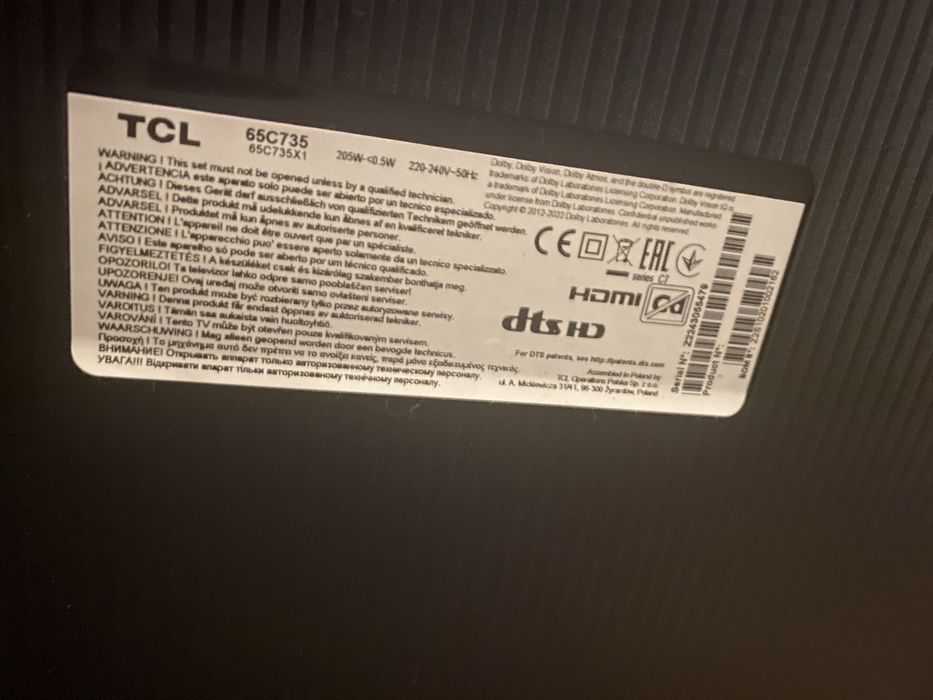 TCL
65C735
65C735X1
205W-<0.5W
220-240V~50Hz
Dolby, Dolby Vision, Dolby Atmos, and the double-D symbol are registered
trademarks of Dolby Laboratories Licensing Corporation. Dolby Vision IQ is
a trademark of Dolby Laboratories Licensing Corporation. Manufactured
under license from Dolby Laboratories. Confidential unpublished works.
Copyright © 2012-2022 Dolby Laboratories. All rights reserved.
WARNING ! This set must not be opened unless by a qualified technician.
¡ ADVERTENCIA este aparato solo puede ser abierto por un tecnico especializado.
ACHTUNG ! Dieses Gerät darf ausschließlich von qualifizierten Technikern geöffnet werden.
ADVARSEL ! Dette produkt må udelukkende kun åbnes af en kvalificeret tekniker.
ADVARSEL ! Produktet må kun åpnes av autoriserte personer.
ATTENTION ! L'appareil ne doit être ouvert que par un spécialiste.
ATTENZIONE ! L'apparecchio puo' essere aperto solamente da un tecnico specializzato.
AVISO ! Este aparelho só pode ser aberto por um técnico qualificado.
FIGYELMEZTETÉS ! A készüléket csak és kizárólag szakember bonthatja meg.
OPOZORILO! Ta televizor lahko odpre samo pooblaščen serviser!
UPOZORENJE! Ovaj uređaj može otvoriti samo ovlašteni serviser.
UWAGA ! Ten produkt może być rozbierany tylko przez autoryzowane serwisy.
VARNING ! Denna produkt får endast öppnas av auktoriserad tekniker.
VAROITUS ! Tämän saa aukaista vain huoltoyhtiö.
VAROVÁNÍ ! Tento TV může být otevřen pouze kvalifikovaným servisem.
WAARSCHUWING ! Mag alleen geopend worden door een bevoegde technicus.
Προσοχή ! Το μηχάνημα αυτό δεν πρέπει να το ανοίξει κανείς, παρά μόνο εξειδικευμένος τεχνικός.
ВНИМАНИЕ! Открывать аппарат только авторизованному техническому персоналу.
УВАГА!!! Відкривати апарат тільки авторизованому технічному персоналу.
CE
EAC
series C7
HDMI
dts HD
For DTS patents, see http://patents.dts.com
Assembled in Poland by
TCL Operations Polska Sp. z o.o.
ul. A. Mickiewicza 31/41, 96-300 Żyrardów, Poland
Serial Nº:
Product Nº:
SON Nº: